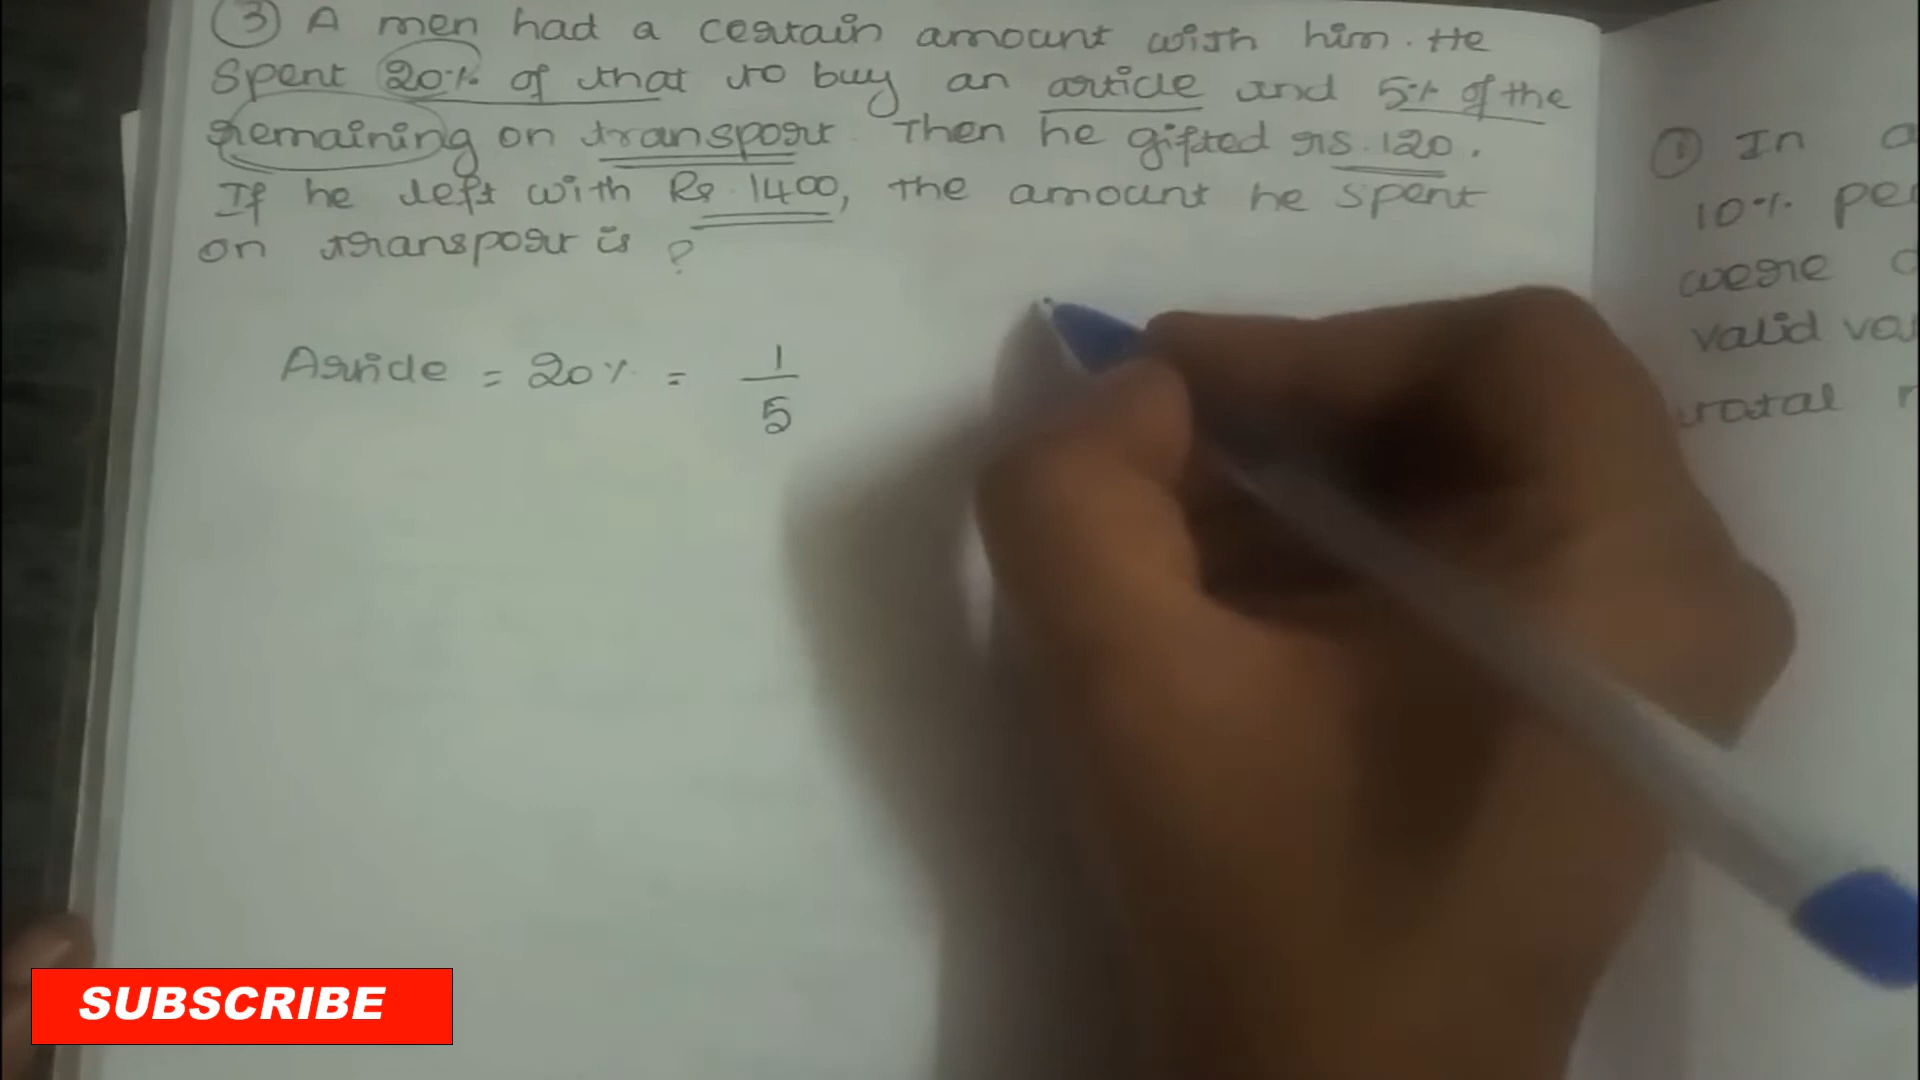 3 A men had a certain amount with him. He
Spent 20% of that to buy an article and 5% of the
remaining on transport Then he gifted rs. 120.
If he left with Rs. 1400, the amount he spent
on transport is ?
Article = 20% = 1/5
1 In a
10% pe
were
valid vo
total
SUBSCRIBE